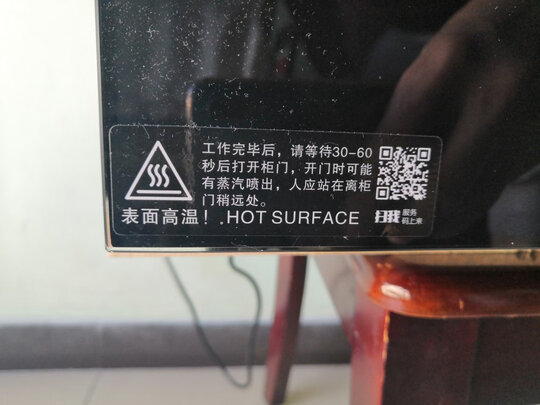 工作完毕后，请等待30-60
秒后打开柜门，开门时可能
有蒸汽喷出，人应站在离柜
门稍远处。
表面高温！.HOT SURFACE
扫我 服务
码上来